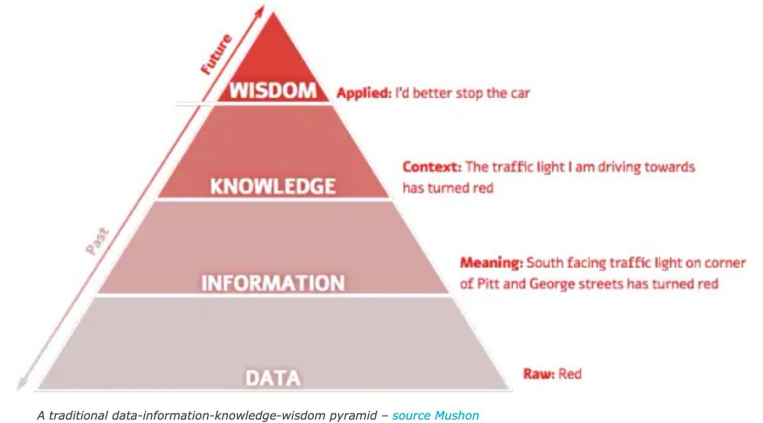 Future
WISDOM
Applied: I'd better stop the car
KNOWLEDGE
Context: The traffic light I am driving towards
has turned red
Past
INFORMATION
Meaning: South facing traffic light on corner
of Pitt and George streets has turned red
DATA
Raw: Red
A traditional data-information-knowledge-wisdom pyramid – source Mushon